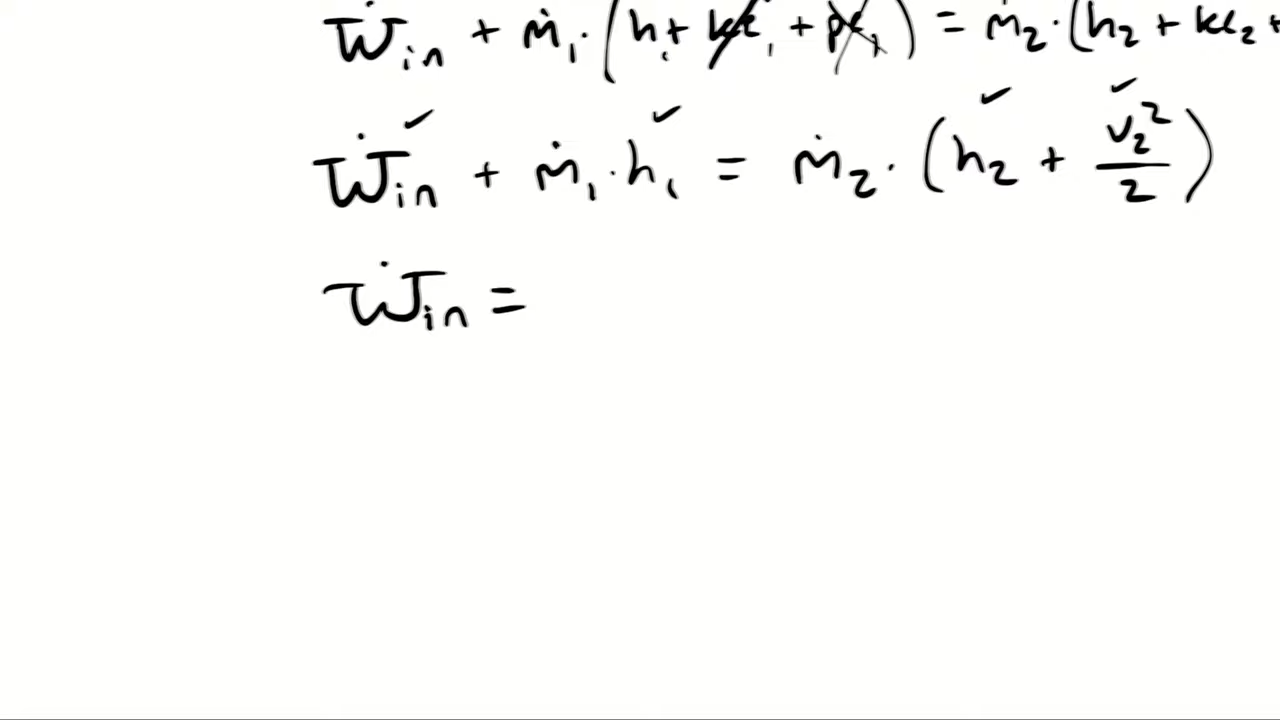 Ẇin + ṁ₁·(h₁ + ke₁ + pe₁) = ṁ₂·(h₂ + ke₂ +
Ẇin + ṁ₁·h₁ = ṁ₂·(h₂ + v₂²/2)
Ẇin =